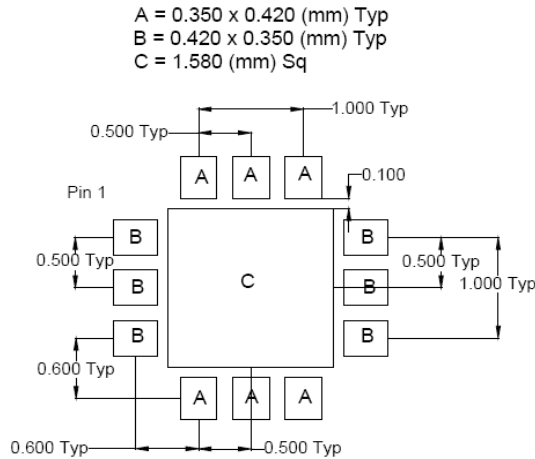 A = 0.350 x 0.420 (mm) Typ
B = 0.420 x 0.350 (mm) Typ
C = 1.580 (mm) Sq
1.000 Typ
0.500 Typ
A A A
0.100
Pin 1
B B
0.500 Typ
0.500 Typ
B C B
1.000 Typ
B B
0.600 Typ
A A A
0.600 Typ
0.500 Typ